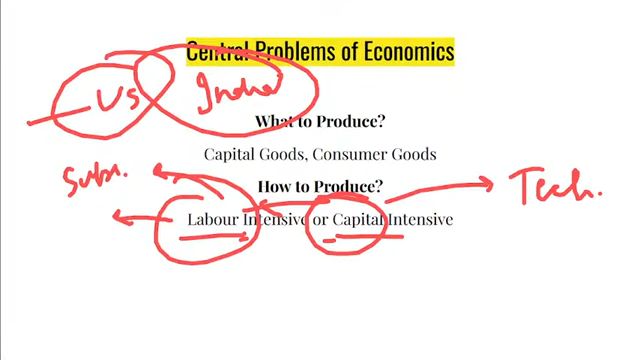 Central Problems of Economics
US India
What to Produce?
Capital Goods, Consumer Goods
How to Produce?
Tech.
Labour Intensive or Capital Intensive